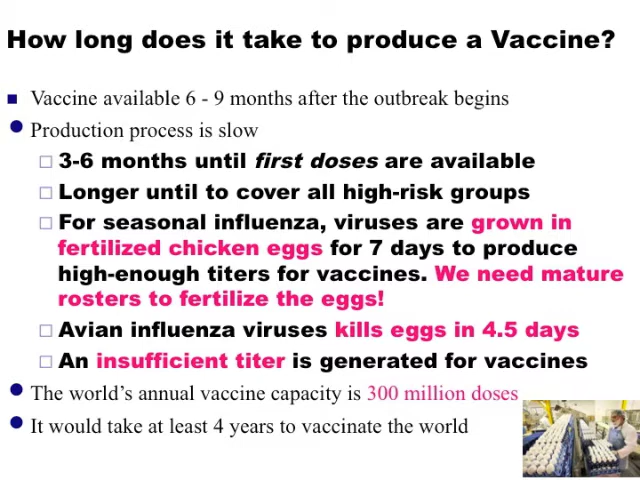 How long does it take to produce a Vaccine?
Vaccine available 6 - 9 months after the outbreak begins
Production process is slow
3-6 months until first doses are available
Longer until to cover all high-risk groups
For seasonal influenza, viruses are grown in
fertilized chicken eggs for 7 days to produce
high-enough titers for vaccines. We need mature
rosters to fertilize the eggs!
Avian influenza viruses kills eggs in 4.5 days
An insufficient titer is generated for vaccines
The world's annual vaccine capacity is 300 million doses
It would take at least 4 years to vaccinate the world